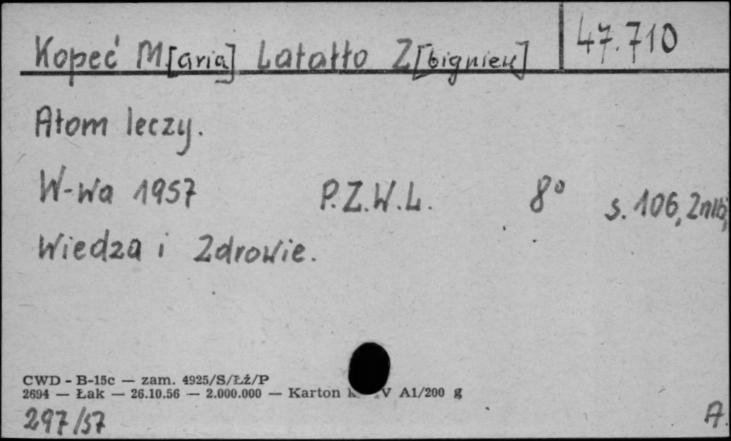 Kopeć M[aria] Latałło Z[bigniew] 47.710
Atom leczy.
W-wa 1957 P.Z.W.L. 8° s. 106, 2nlb,
Wiedza i Zdrowie.
CWD - B-15c — zam. 4925/S/Łź/P
2694 — Łak — 26.10.56 — 2.000.000 — Karton V A1/200 g
297/57 A.